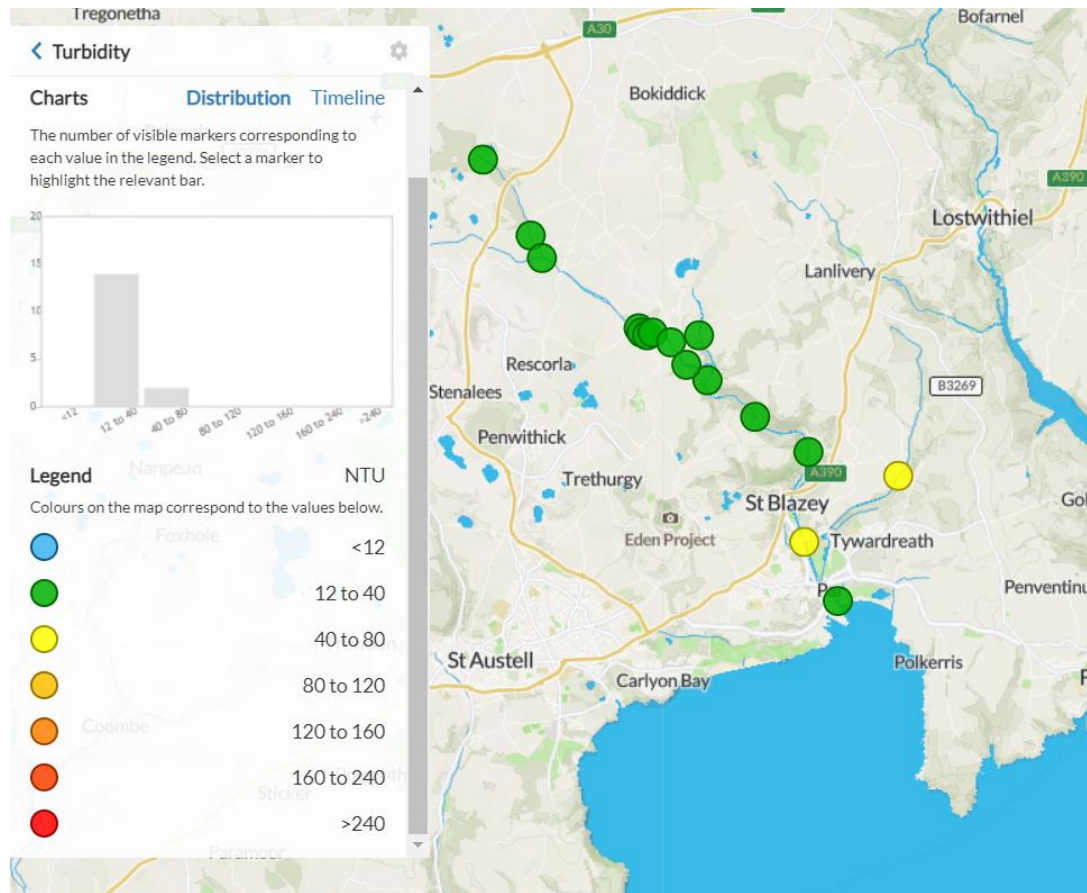 Tregonetha
Turbidity
Charts
Distribution
Timeline
The number of visible markers corresponding to
each value in the legend. Select a marker to
highlight the relevant bar.
20
15
10
5
0
<12
12 to 40
40 to 80
80 to 120
120 to 160
160 to 240
>240
Nanpean
Legend
NTU
Colours on the map correspond to the values below.
Foxhole
<12
12 to 40
40 to 80
80 to 120
120 to 160
Coombe
160 to 240
Sticker
>240
Paramoor
A30
Bofarnel
Bokiddick
A390
Lostwithiel
Lanlivery
Rescorla
Stenalees
B3269
Penwithick
Trethurgy
A390
St Blazey
Eden Project
Tywardreath
Penventinu
St Austell
Carlyon Bay
Polkerris